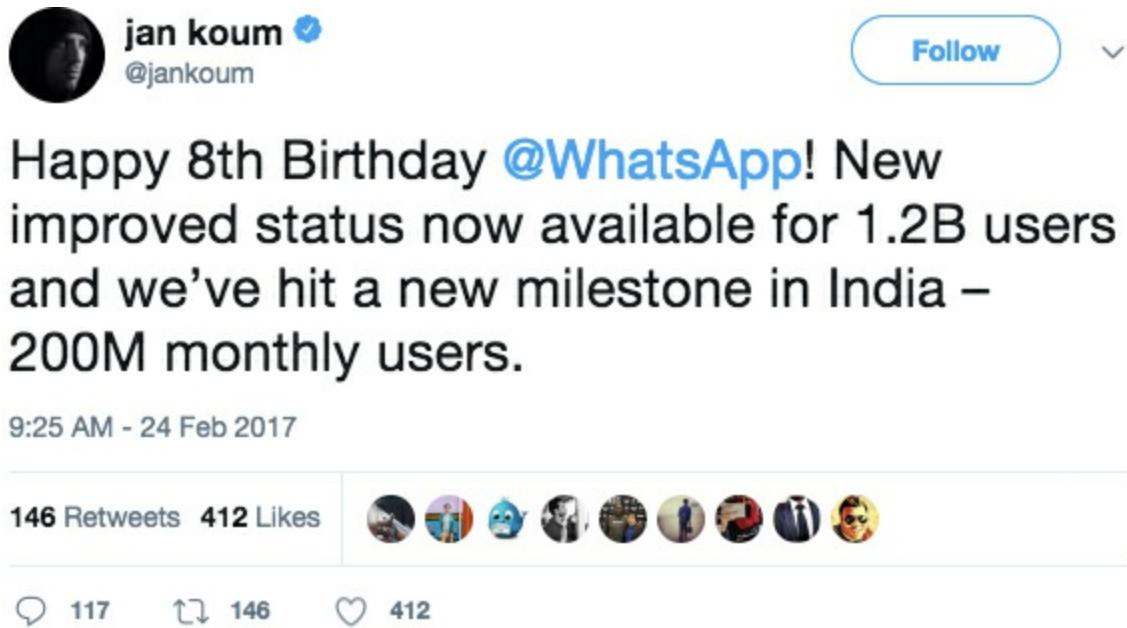 jan koum
@jankoum
Follow
Happy 8th Birthday @WhatsApp! New
improved status now available for 1.2B users
and we’ve hit a new milestone in India –
200M monthly users.
9:25 AM - 24 Feb 2017
146 Retweets 412 Likes
117 146 412